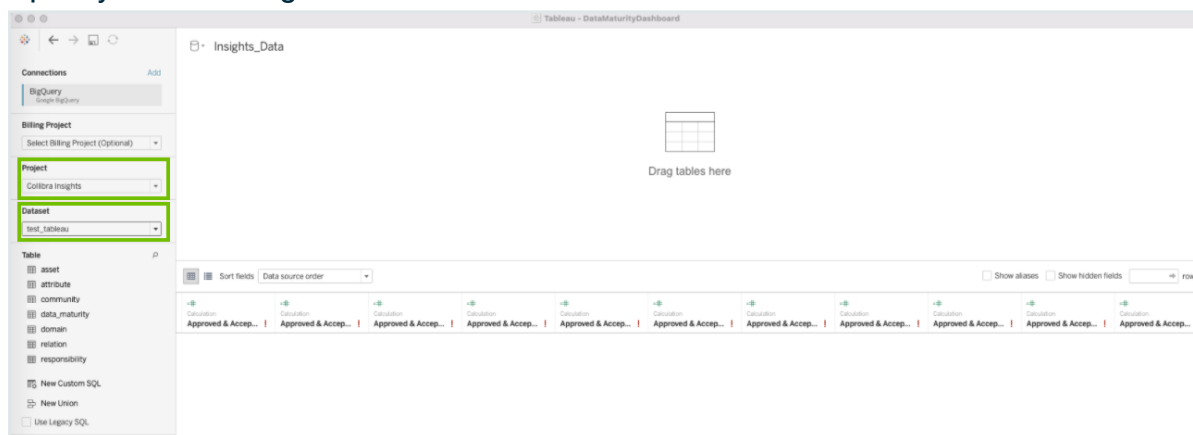 Tableau - DataMaturityDashboard
Connections Add
BigQuery
Google BigQuery
Billing Project
Select Billing Project (Optional)
Project
Collibra Insights
Dataset
test_tableau
Table
asset
attribute
community
data_maturity
domain
relation
responsibility
New Custom SQL
New Union
Use Legacy SQL
Insights_Data
Drag tables here
Sort fields Data source order Show aliases Show hidden fields
Calculation Calculation Calculation Calculation Calculation Calculation Calculation Calculation Calculation Calculation Calculation
Approved & Accep... ! Approved & Accep... ! Approved & Accep... ! Approved & Accep... ! Approved & Accep... ! Approved & Accep... ! Approved & Accep... ! Approved & Accep... ! Approved & Accep... ! Approved & Accep... ! Approved & Accep...